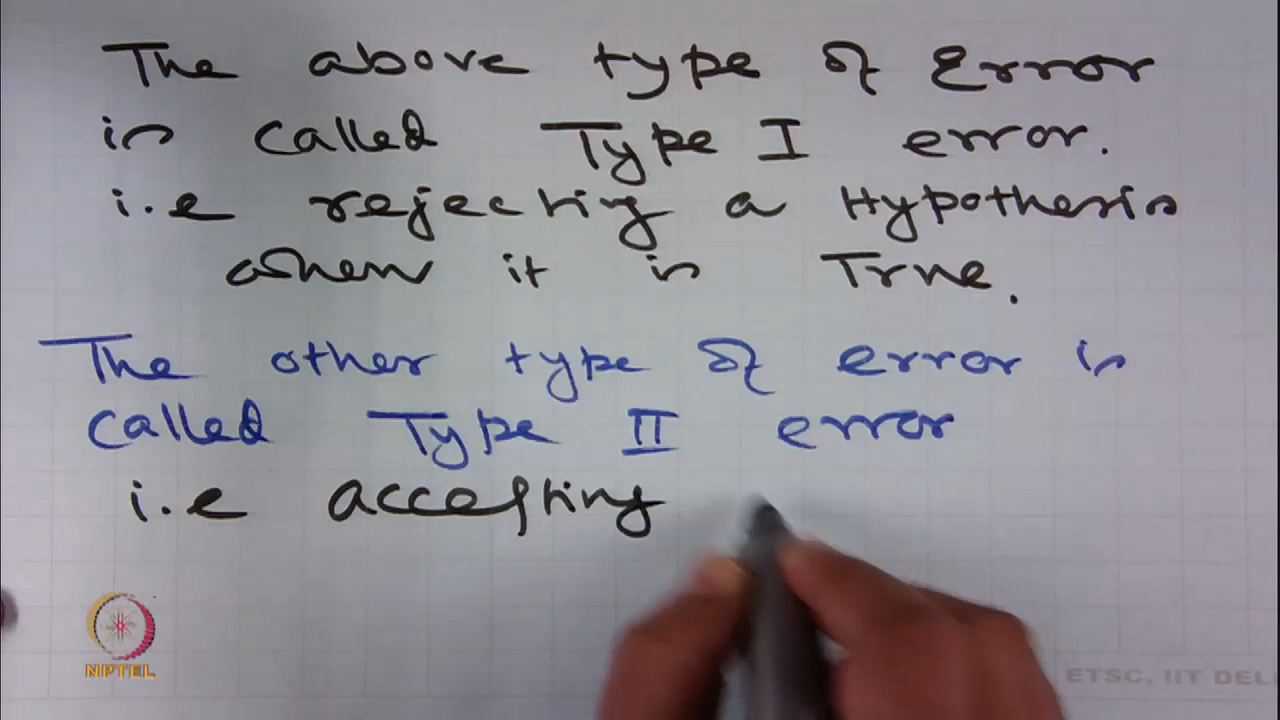 The above type of Error
is called Type I error.
i.e rejecting a Hypothesis
when it is True.
The other type of error is
called Type II error
i.e accepting
NPTEL
ETSC, IIT DEL